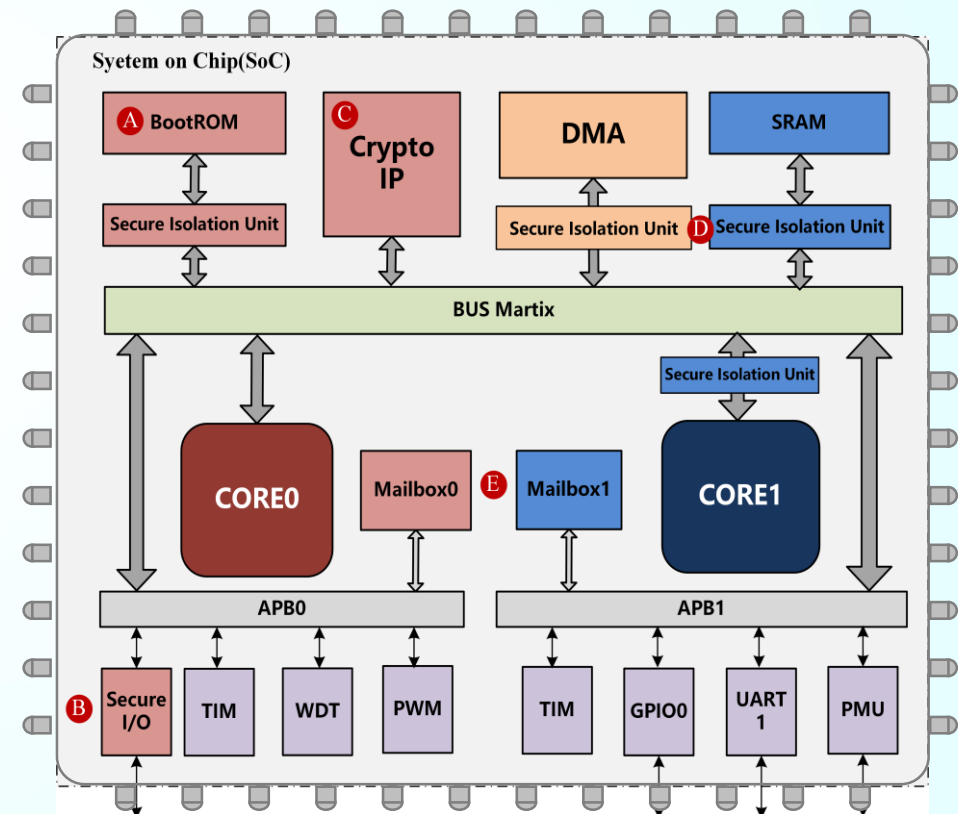 Syetem on Chip(SoC)
A BootROM
C
Crypto
IP
DMA
SRAM
Secure Isolation Unit
Secure Isolation Unit
D
Secure Isolation Unit
BUS Martix
Secure Isolation Unit
CORE0
Mailbox0
E
Mailbox1
CORE1
APB0
APB1
B
Secure
I/O
TIM
WDT
PWM
TIM
GPIO0
UART
1
PMU